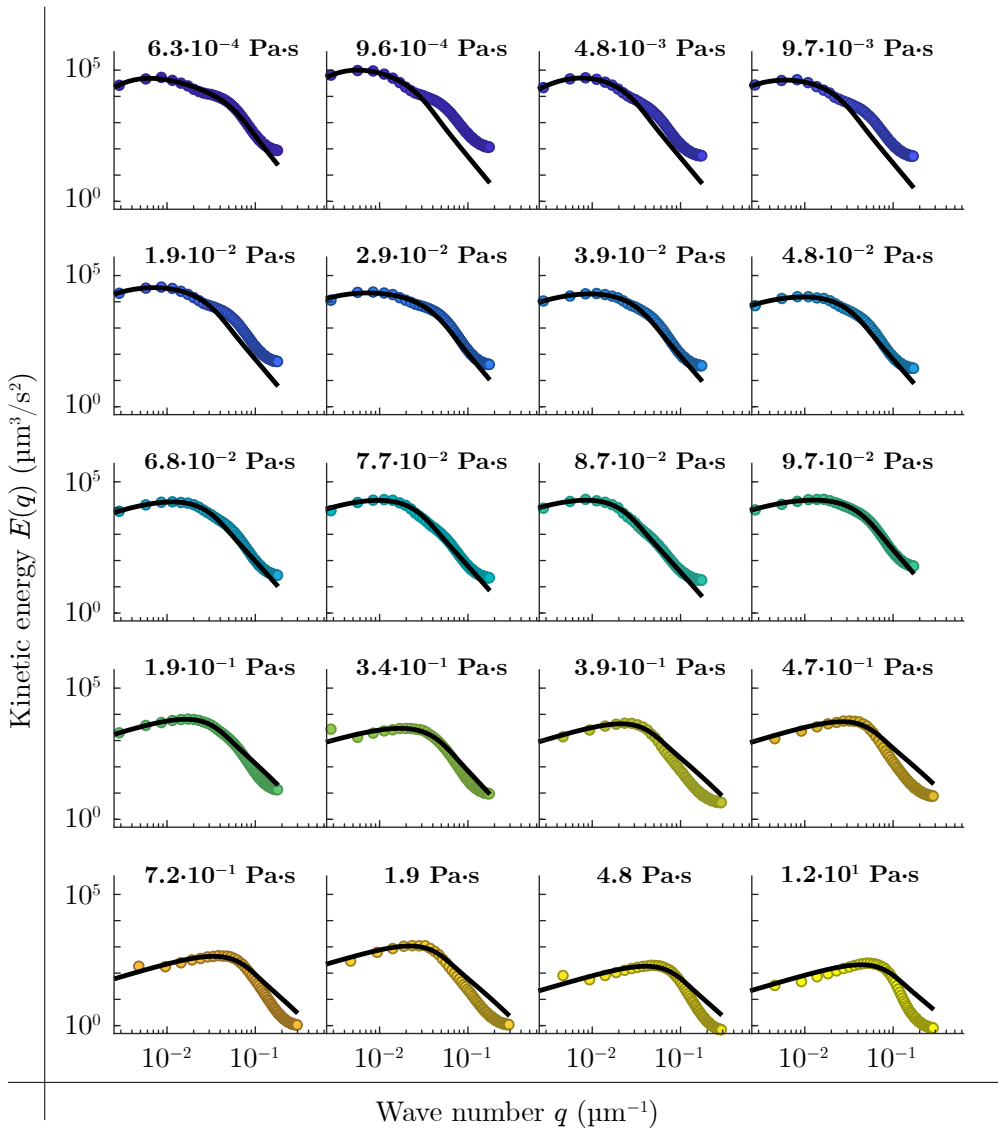 6.3·10⁻⁴ Pa·s 9.6·10⁻⁴ Pa·s 4.8·10⁻³ Pa·s 9.7·10⁻³ Pa·s
10⁵
10⁰
1.9·10⁻² Pa·s 2.9·10⁻² Pa·s 3.9·10⁻² Pa·s 4.8·10⁻² Pa·s
10⁵
10⁰
Kinetic energy E(q) (µm³/s²)
6.8·10⁻² Pa·s 7.7·10⁻² Pa·s 8.7·10⁻² Pa·s 9.7·10⁻² Pa·s
10⁵
10⁰
1.9·10⁻¹ Pa·s 3.4·10⁻¹ Pa·s 3.9·10⁻¹ Pa·s 4.7·10⁻¹ Pa·s
10⁵
10⁰
7.2·10⁻¹ Pa·s 1.9 Pa·s 4.8 Pa·s 1.2·10¹ Pa·s
10⁵
10⁰
10⁻² 10⁻¹ 10⁻² 10⁻¹ 10⁻² 10⁻¹ 10⁻² 10⁻¹
Wave number q (µm⁻¹)